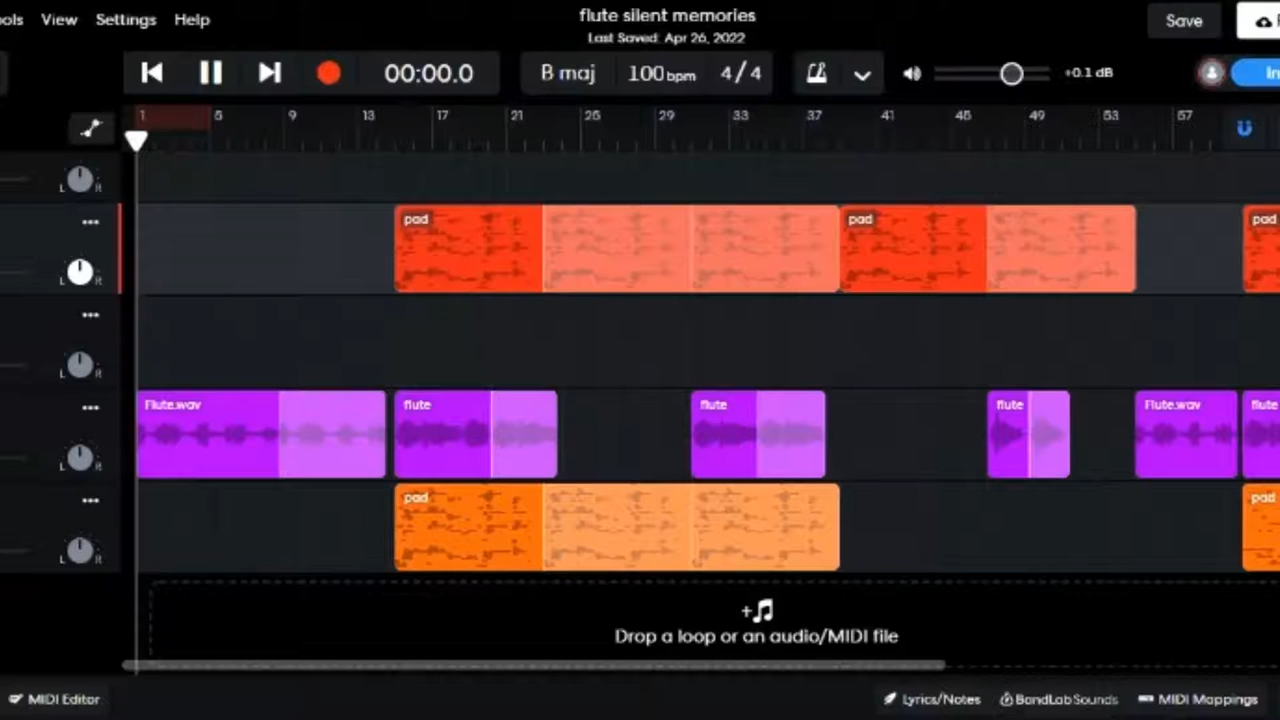 ols View Settings Help
flute silent memories
Last Saved: Apr 26, 2022
Save
00:00.0
B maj 100 bpm 4/4
+0.1 dB
In
1 5 9 13 17 21 25 29 33 37 41 45 49 53 57
L R
pad pad pad
L R
L R
Flute.wav flute flute flute Flute.wav flute
L R
pad pad
L R
Drop a loop or an audio/MIDI file
MIDI Editor
Lyrics/Notes BandLab Sounds MIDI Mappings